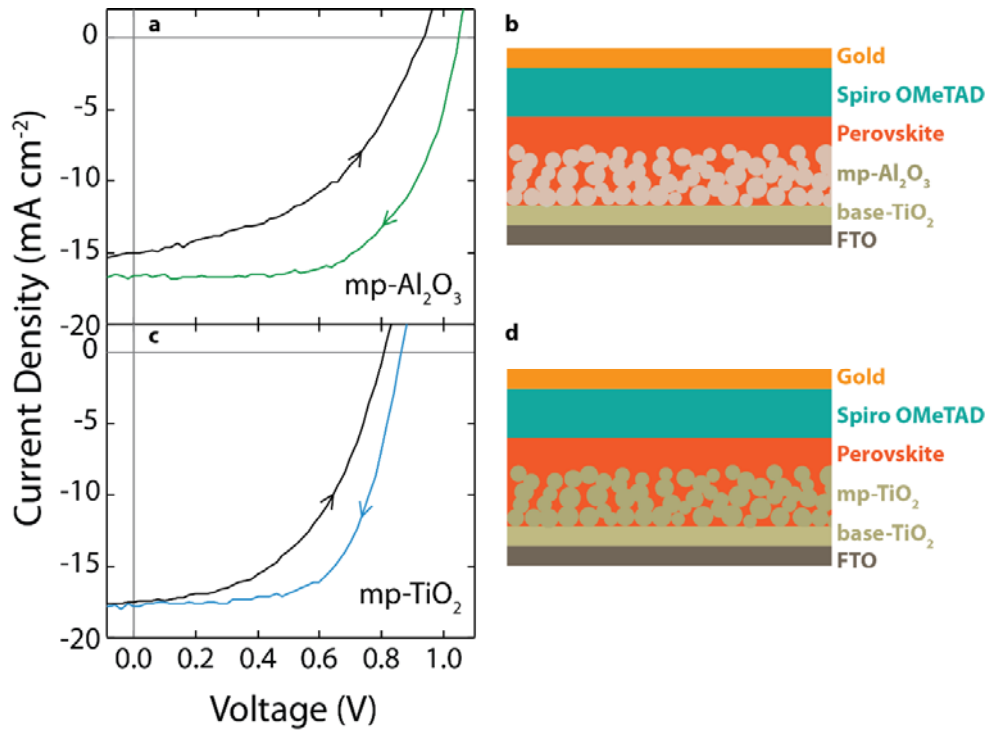 Current Density (mA cm⁻²)
a
0
-5
-10
-15
-20
mp-Al₂O₃
b
Gold
Spiro OMeTAD
Perovskite
mp-Al₂O₃
base-TiO₂
FTO
c
0
-5
-10
-15
-20
mp-TiO₂
0.0 0.2 0.4 0.6 0.8 1.0
Voltage (V)
d
Gold
Spiro OMeTAD
Perovskite
mp-TiO₂
base-TiO₂
FTO